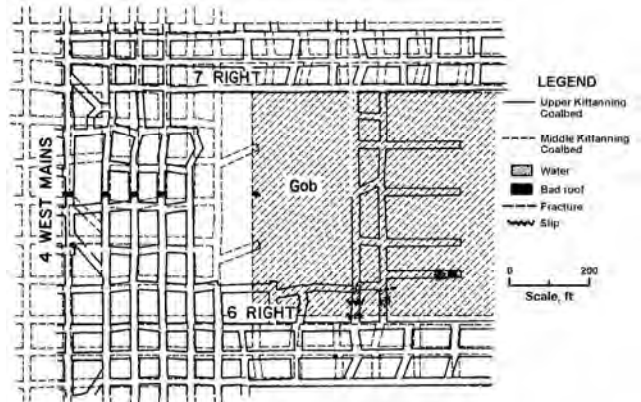 7 RIGHT
4 WEST MAINS
Gob
6 RIGHT
LEGEND
Upper Kittanning
Coalbed
Middle Kittanning
Coalbed
Water
Bad roof
Fracture
Slip
0 200
Scale, ft